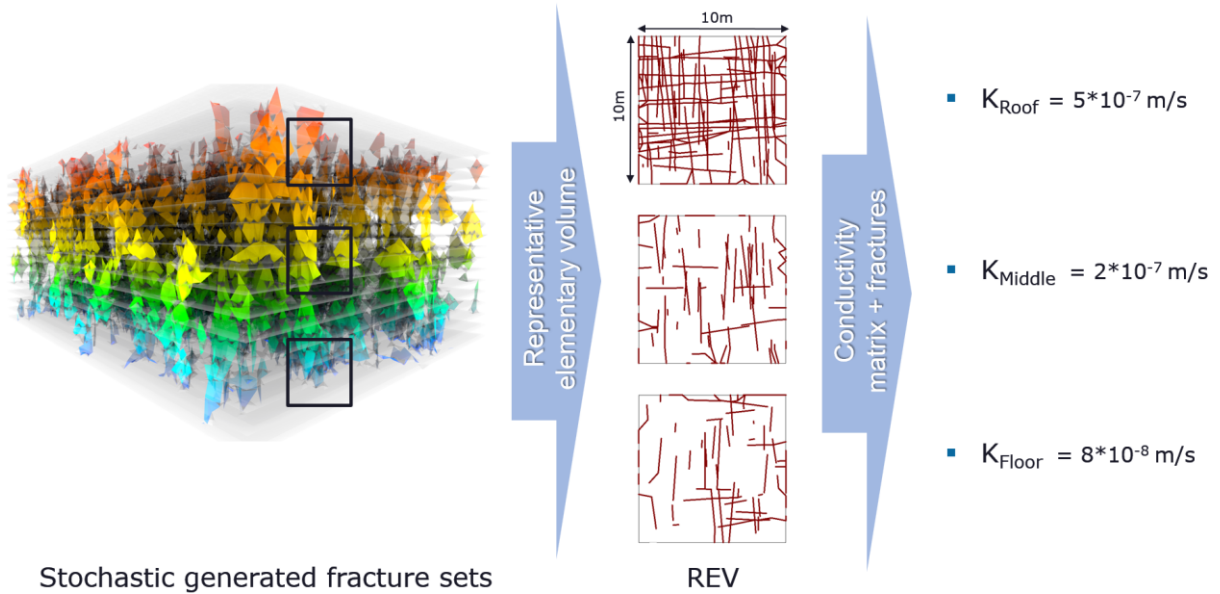 10m
10m
Representative
elementary volume
Conductivity
matrix + fractures
K_Roof = 5*10^-7 m/s
K_Middle = 2*10^-7 m/s
K_Floor = 8*10^-8 m/s
Stochastic generated fracture sets
REV